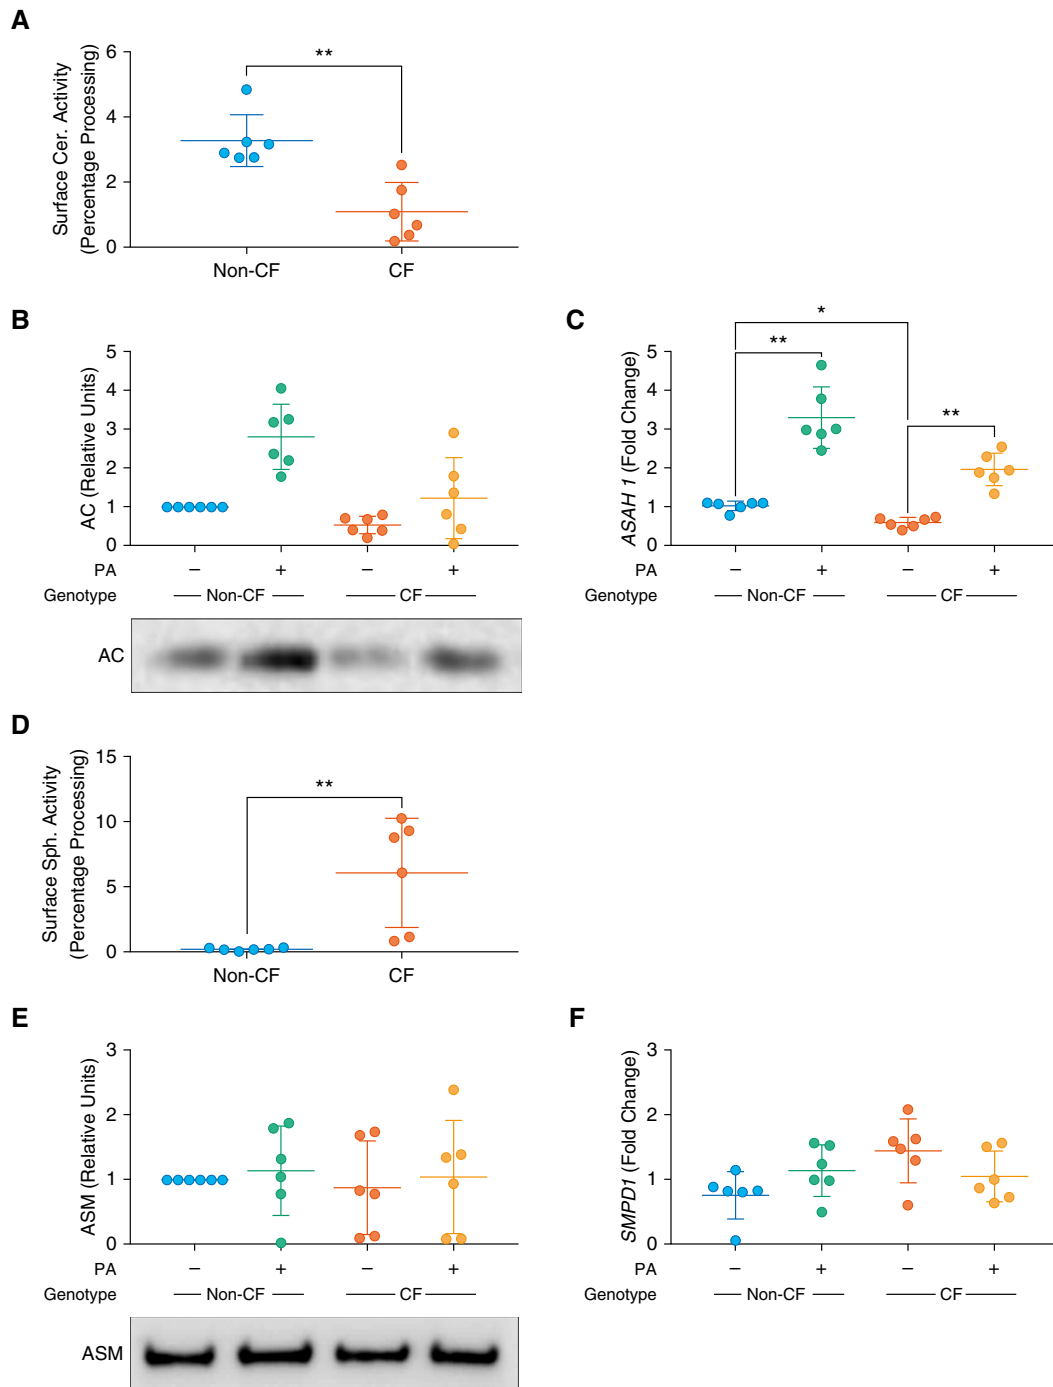 A
Surface Cer. Activity
(Percentage Processing)
6
4
2
0
**
Non-CF
CF
B
AC (Relative Units)
5
4
3
2
1
0
PA
−
+
−
+
Genotype
Non-CF
CF
AC
C
ASAH 1 (Fold Change)
5
4
3
2
1
0
*
**
**
PA
−
+
−
+
Genotype
Non-CF
CF
D
Surface Sph. Activity
(Percentage Processing)
15
10
5
0
**
Non-CF
CF
E
ASM (Relative Units)
3
2
1
0
PA
−
+
−
+
Genotype
Non-CF
CF
ASM
F
SMPD1 (Fold Change)
3
2
1
0
PA
−
+
−
+
Genotype
Non-CF
CF